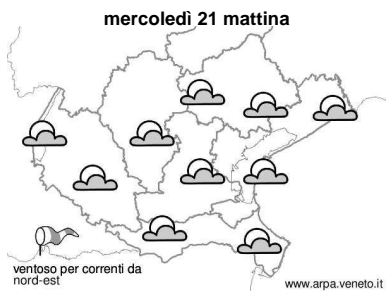 mercoledì 21 mattina
ventoso per correnti da
nord-est
www.arpa.veneto.it